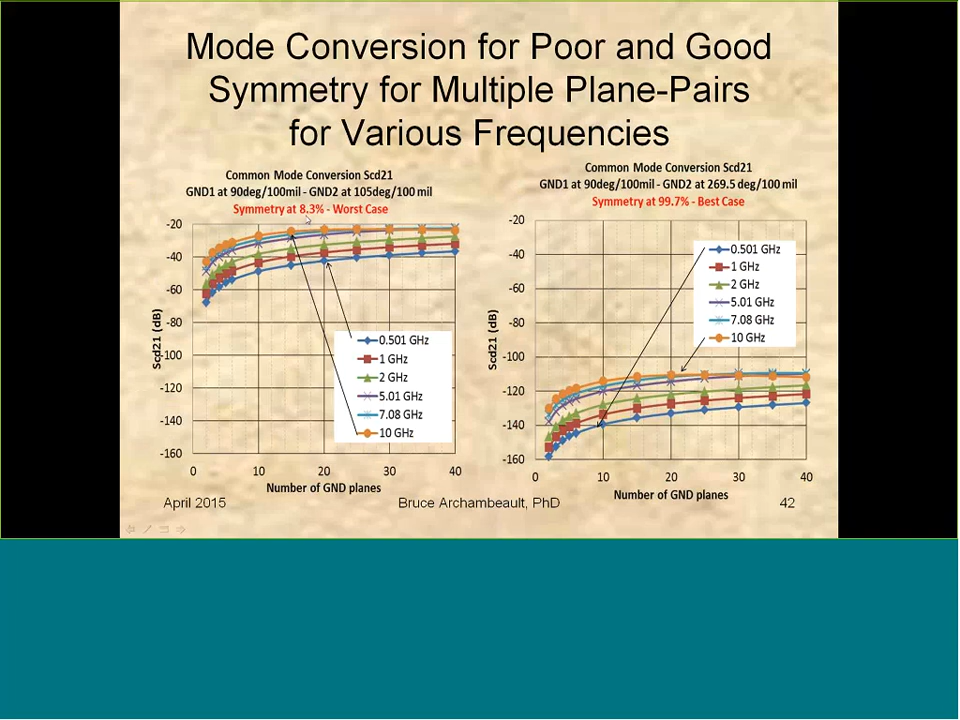 Mode Conversion for Poor and Good
Symmetry for Multiple Plane-Pairs
for Various Frequencies
Common Mode Conversion Scd21
GND1 at 90deg/100mil - GND2 at 105deg/100 mil
Symmetry at 8.3% - Worst Case
-20
-40
-60
-80
-100
-120
-140
-160
Scd21 (dB)
0.501 GHz
1 GHz
2 GHz
5.01 GHz
7.08 GHz
10 GHz
0 10 20 30 40
Number of GND planes
Common Mode Conversion Scd21
GND1 at 90deg/100mil - GND2 at 269.5 deg/100 mil
Symmetry at 99.7% - Best Case
-20
-40
-60
-80
-100
-120
-140
-160
Scd21 (dB)
0.501 GHz
1 GHz
2 GHz
5.01 GHz
7.08 GHz
10 GHz
0 10 20 30 40
Number of GND planes
April 2015 Bruce Archambeault, PhD 42